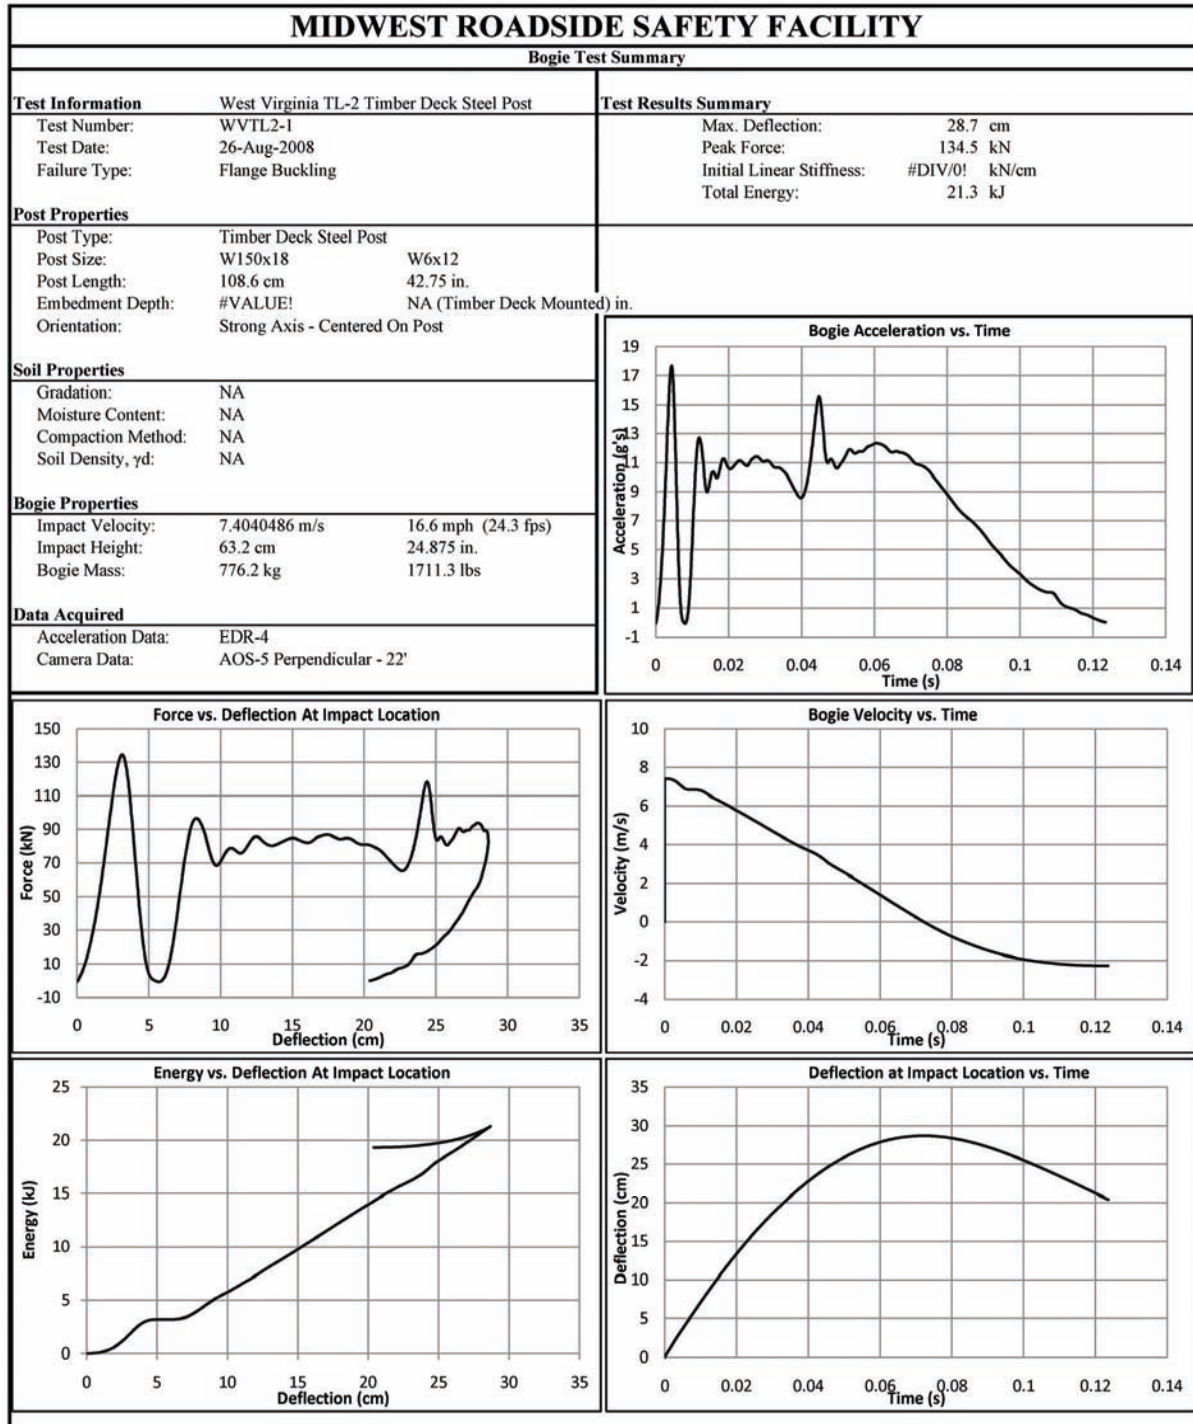 MIDWEST ROADSIDE SAFETY FACILITY
Bogie Test Summary
Test Information West Virginia TL-2 Timber Deck Steel Post
Test Number: WVTL2-1
Test Date: 26-Aug-2008
Failure Type: Flange Buckling
Post Properties
Post Type: Timber Deck Steel Post
Post Size: W150x18 W6x12
Post Length: 108.6 cm 42.75 in.
Embedment Depth: #VALUE! NA (Timber Deck Mounted) in.
Orientation: Strong Axis - Centered On Post
Soil Properties
Gradation: NA
Moisture Content: NA
Compaction Method: NA
Soil Density, γd: NA
Bogie Properties
Impact Velocity: 7.4040486 m/s 16.6 mph (24.3 fps)
Impact Height: 63.2 cm 24.875 in.
Bogie Mass: 776.2 kg 1711.3 lbs
Data Acquired
Acceleration Data: EDR-4
Camera Data: AOS-5 Perpendicular - 22'
Test Results Summary
Max. Deflection: 28.7 cm
Peak Force: 134.5 kN
Initial Linear Stiffness: #DIV/0! kN/cm
Total Energy: 21.3 kJ
Bogie Acceleration vs. Time
Acceleration (g's)
19
17
15
13
11
9
7
5
3
1
-1
0 0.02 0.04 0.06 0.08 0.1 0.12 0.14
Time (s)
Force vs. Deflection At Impact Location
Force (kN)
150
130
110
90
70
50
30
10
-10
0 5 10 15 20 25 30 35
Deflection (cm)
Bogie Velocity vs. Time
Velocity (m/s)
10
8
6
4
2
0
-2
-4
0 0.02 0.04 0.06 0.08 0.1 0.12 0.14
Time (s)
Energy vs. Deflection At Impact Location
Energy (kJ)
25
20
15
10
5
0
0 5 10 15 20 25 30 35
Deflection (cm)
Deflection at Impact Location vs. Time
Deflection (cm)
35
30
25
20
15
10
5
0
0 0.02 0.04 0.06 0.08 0.1 0.12 0.14
Time (s)